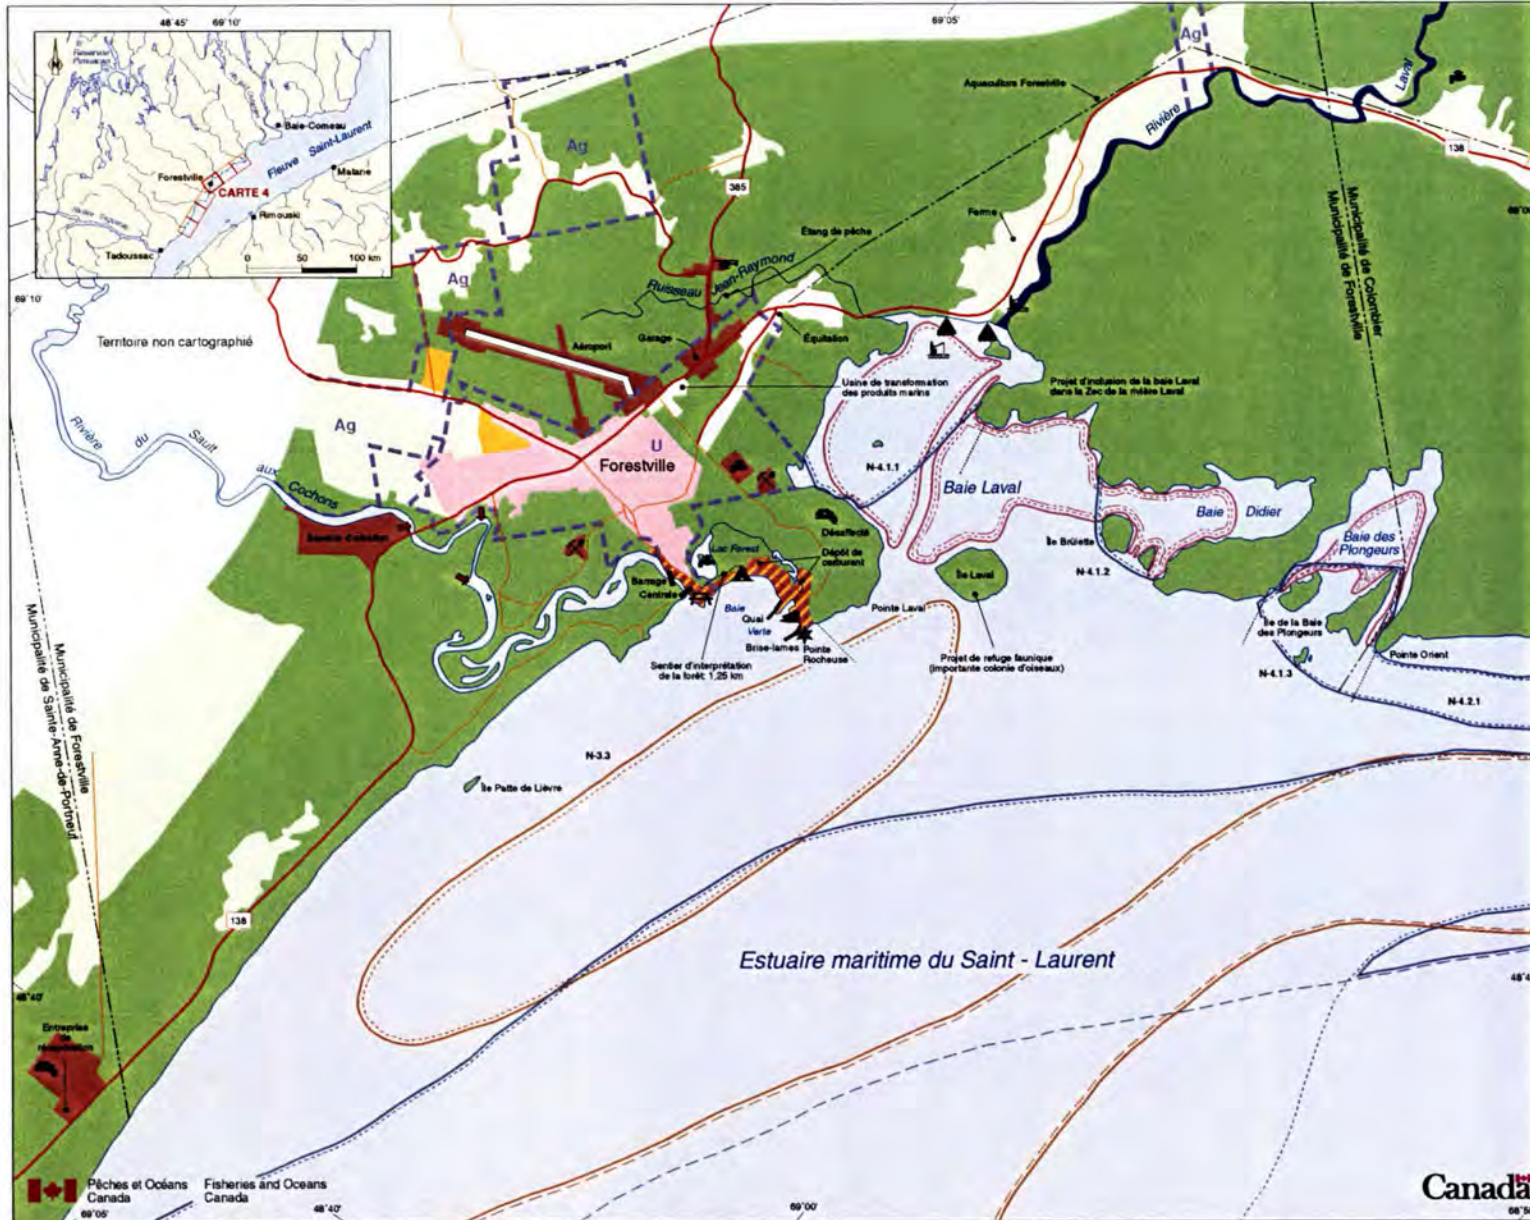 48°45'
69°10'
69°05'
N
Baie-Comeau
Fleuve Saint-Laurent
Forestville
CARTE 4
Matane
Rimouski
Tadoussac
0 50 100 km
Ag
Aquaculture Forestville
Rivière
Laval
138
Ag
385
Ferme
Municipalité de Colombier
Municipalité de Forestville
Étang de pêche
Ag
Ruisseau Jean-Raymond
69°10'
Territoire non cartographié
Aéroport
Garage
Équitation
Usine de transformation
des produits marins
Projet d'inclusion de la baie Laval
dans la Zec de la rivière Laval
Rivière du Sault aux Cochons
Ag
U
Forestville
N-4.1.1
Baie Laval
Baie Didier
Baie des
Plongeurs
Désaffecté
Île Brûlette
Lac Forest
Dépôt de
carburant
N-4.1.2
Barrage
Centrale
Île Laval
Baie
Verte
Quai
Pointe Laval
Île de la Baie
des Plongeurs
Brise-lames
Pointe
Rocheuse
Sentier d'interprétation
de la forêt: 1,25 km
Projet de refuge faunique
(importante colonie d'oiseaux)
Pointe Orient
N-4.1.3
N-4.2.1
Municipalité de Forestville
Municipalité de Sainte-Anne-de-Portneuf
N-3.3
Île Patte de Lièvre
138
Estuaire maritime du Saint - Laurent
48°40'
Entreprise
de
récupération
Pêches et Océans
Canada
Fisheries and Oceans
Canada
69°05'
48°40'
69°00'
Canada